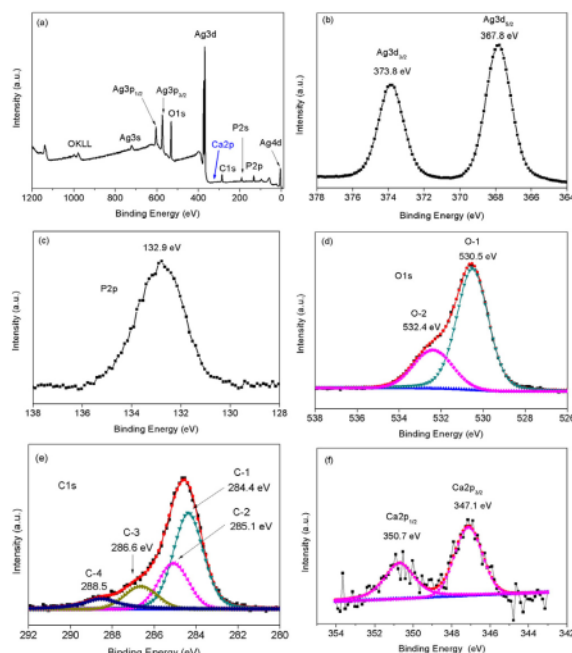 (a)
Ag3d
Ag3p1/2
Ag3p3/2
O1s
OKLL
Ag3s
Ca2p
P2s
Ag4d
C1s
P2p
Intensity (a.u.)
1200 1000 800 600 400 200 0
Binding Energy (eV)
(b)
Ag3d5/2
367.8 eV
Ag3d3/2
373.8 eV
Intensity (a.u.)
378 376 374 372 370 368 366 364
Binding Energy (eV)
(c)
132.9 eV
P2p
Intensity (a.u.)
138 136 134 132 130 128
Binding Energy (eV)
(d)
O-1
530.5 eV
O1s
O-2
532.4 eV
Intensity (a.u.)
538 536 534 532 530 528 526
Binding Energy (eV)
(e)
C1s
C-1
284.4 eV
C-2
285.1 eV
C-3
286.6 eV
C-4
288.5
Intensity (a.u.)
292 290 288 286 284 282 280
Binding Energy (eV)
(f)
Ca2p3/2
347.1 eV
Ca2p1/2
350.7 eV
Intensity (a.u.)
354 352 350 348 346 344 342
Binding Energy (eV)